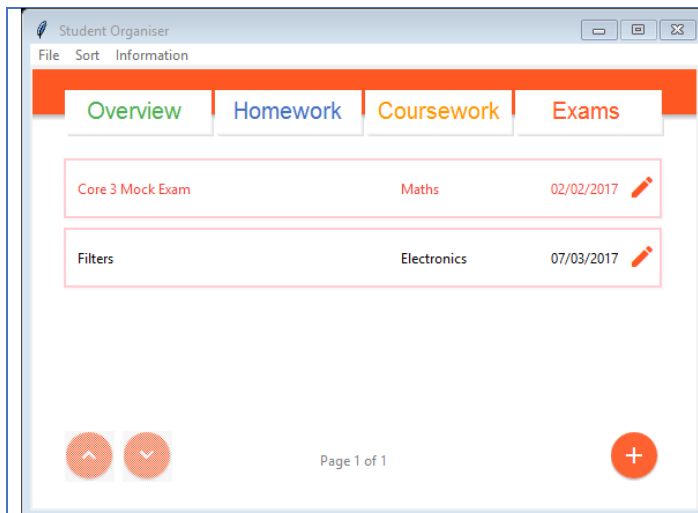 Student Organiser
File Sort Information
Overview Homework Coursework Exams
Core 3 Mock Exam Maths 02/02/2017
Filters Electronics 07/03/2017
Page 1 of 1